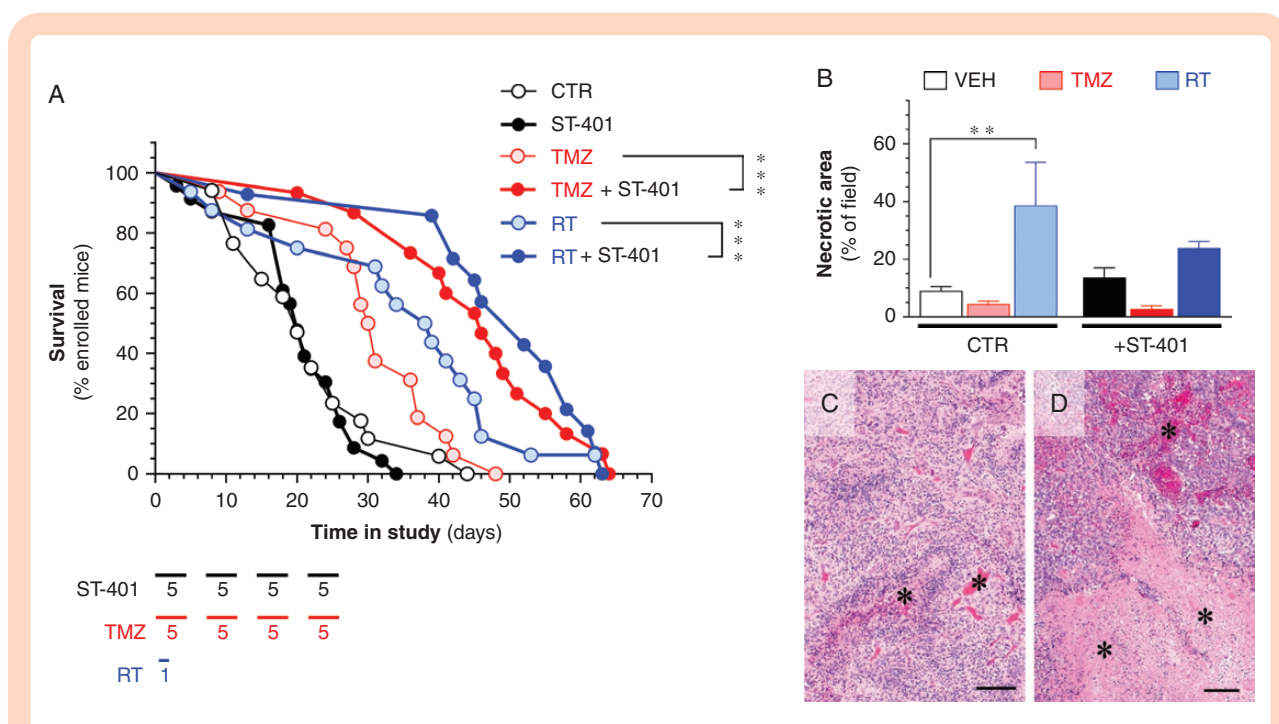 A
CTR
ST-401
TMZ
TMZ + ST-401
RT
RT + ST-401
* * *
* * *
Survival
(% enrolled mice)
100
80
60
40
20
0
0 10 20 30 40 50 60 70
Time in study (days)
ST-401 5 5 5 5
TMZ 5 5 5 5
RT 1
B
VEH TMZ RT
* *
Necrotic area
(% of field)
60
40
20
0
CTR +ST-401
C
* *
D
*
*
*